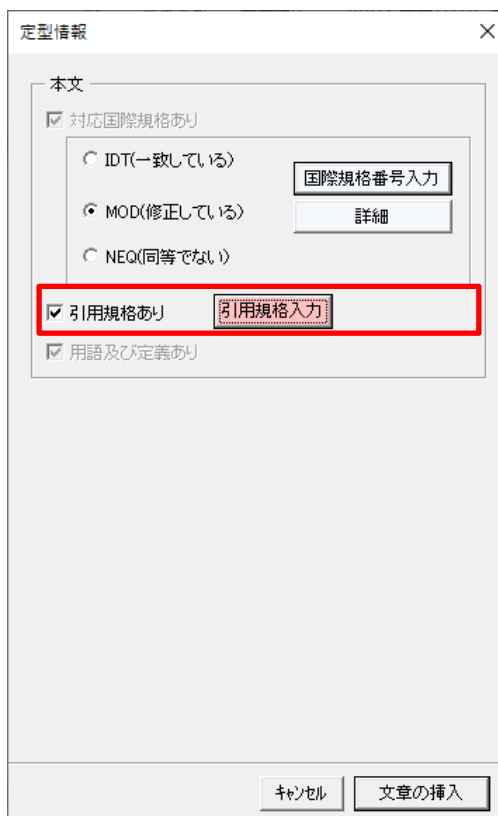 定型情報
本文
対応国際規格あり
IDT(一致している)
国際規格番号入力
MOD(修正している)
詳細
NEQ(同等でない)
引用規格あり
引用規格入力
用語及び定義あり
ｷｬﾝｾﾙ
文章の挿入